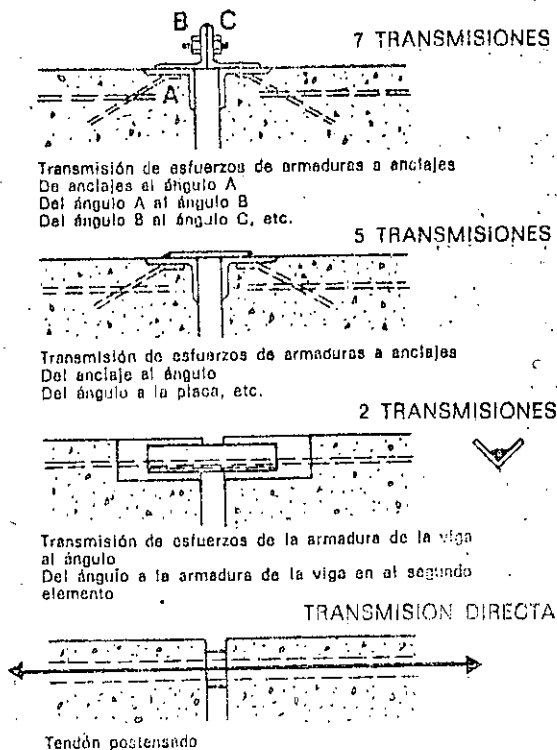 B C
7 TRANSMISIONES
A
Transmisión de esfuerzos de armaduras a anclajes
De anclajes al ángulo A
Del ángulo A al ángulo B
Del ángulo B al ángulo C, etc.
5 TRANSMISIONES
Transmisión de esfuerzos de armaduras a anclajes
Del anclaje al ángulo
Del ángulo a la placa, etc.
2 TRANSMISIONES
Transmisión de esfuerzos de la armadura de la viga
al ángulo
Del ángulo a la armadura de la viga en al segundo
elemento
TRANSMISION DIRECTA
Tendón postensado